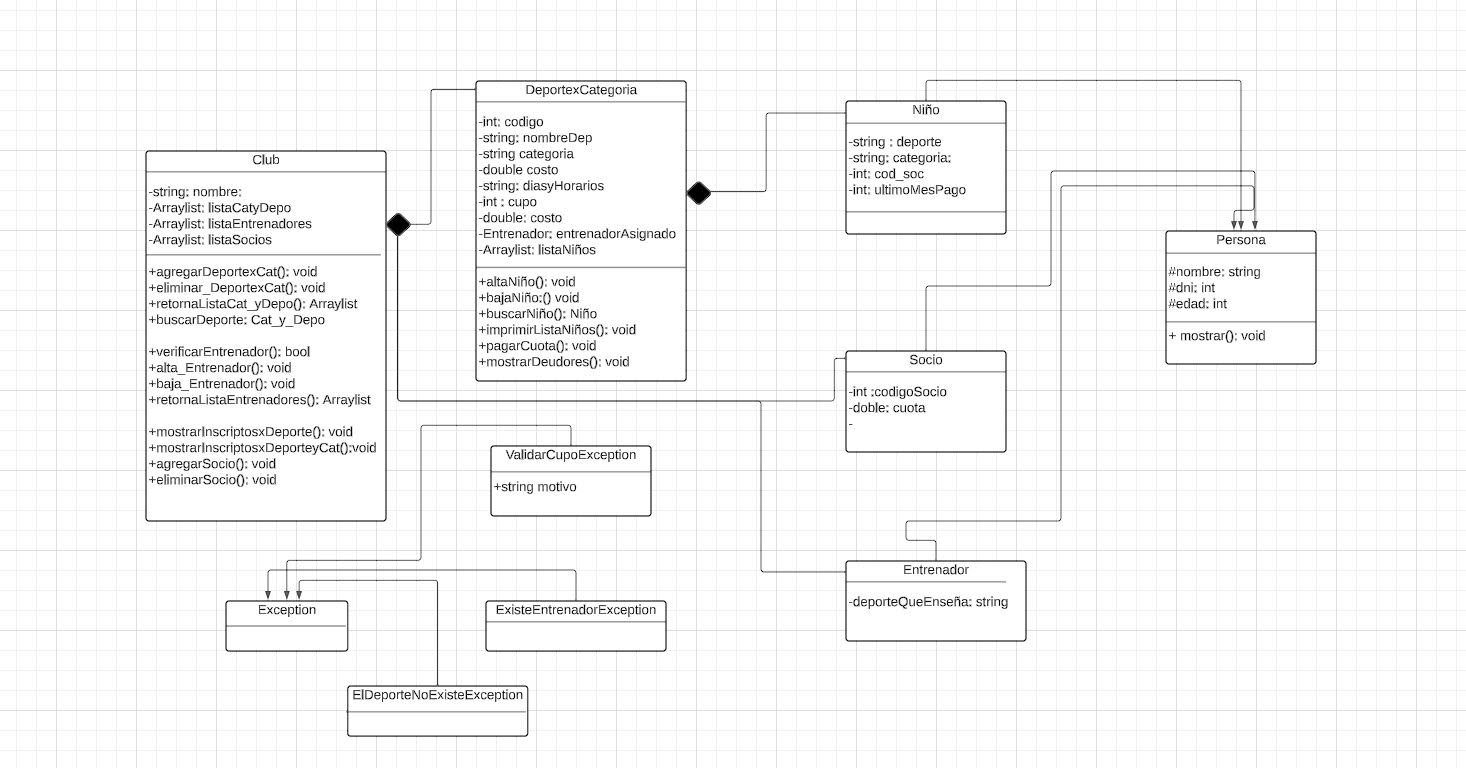 Club
-string: nombre:
-Arraylist: listaCatyDepo
-Arraylist: listaEntrenadores
-Arraylist: listaSocios
+agregarDeportexCat(): void
+eliminar_DeportexCat(): void
+retornaListaCat_yDepo(): Arraylist
+buscarDeporte: Cat_y_Depo
+verificarEntrenador(): bool
+alta_Entrenador(): void
+baja_Entrenador(): void
+retornaListaEntrenadores(): Arraylist
+mostrarInscriptosxDeporte(): void
+mostrarInscriptosxDeporteyCat():void
+agregarSocio(): void
+eliminarSocio(): void
DeportexCategoria
-int: codigo
-string: nombreDep
-string categoria
-double costo
-string: diasyHorarios
-int : cupo
-double: costo
-Entrenador: entrenadorAsignado
-Arraylist: listaNiños
+altaNiño(): void
+bajaNiño:() void
+buscarNiño(): Niño
+imprimirListaNiños(): void
+pagarCuota(): void
+mostrarDeudores(): void
Niño
-string : deporte
-string: categoria:
-int: cod_soc
-int: ultimoMesPago
Persona
#nombre: string
#dni: int
#edad: int
+ mostrar(): void
Socio
-int :codigoSocio
-doble: cuota
-
ValidarCupoException
+string motivo
Entrenador
-deporteQueEnseña: string
Exception
ExisteEntrenadorException
ElDeporteNoExisteException